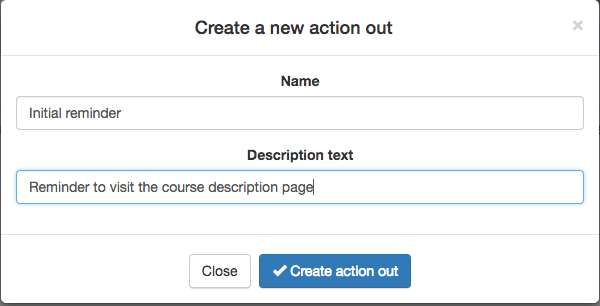 Create a new action out
×
Name
Initial reminder
Description text
Reminder to visit the course description page
Close
Create action out